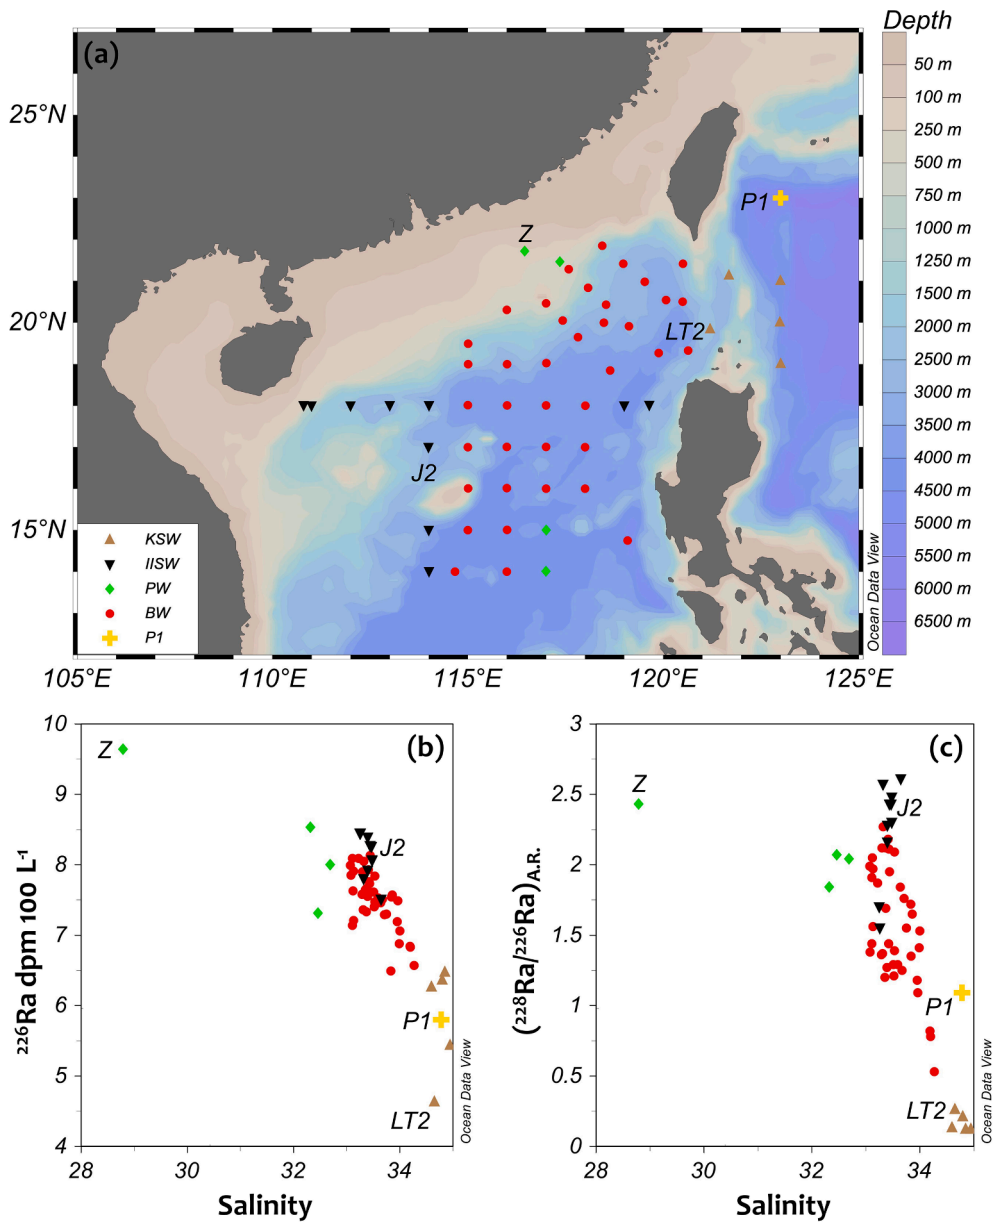 Depth
(a)
50 m
100 m
250 m
500 m
750 m
1000 m
1250 m
1500 m
2000 m
2500 m
3000 m
3500 m
4000 m
4500 m
5000 m
5500 m
6000 m
6500 m
25°N
20°N
15°N
P1
Z
LT2
J2
KSW
IISW
PW
BW
P1
Ocean Data View
105°E
110°E
115°E
120°E
125°E
(b)
10
9
8
7
6
5
4
Z
J2
P1
LT2
²²⁶Ra dpm 100 L⁻¹
28
30
32
34
Salinity
Ocean Data View
(c)
3
2.5
2
1.5
1
0.5
0
Z
J2
P1
LT2
(²²⁸Ra/²²⁶Ra)A.R.
28
30
32
34
Salinity
Ocean Data View